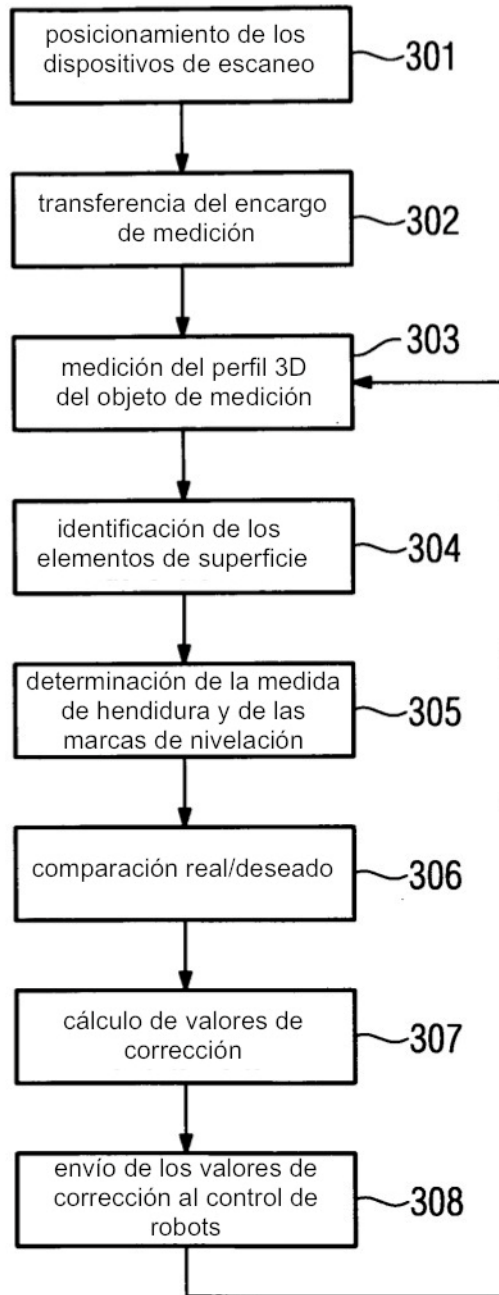 posicionamiento de los
dispositivos de escaneo
301
transferencia del encargo
de medición
302
medición del perfil 3D
del objeto de medición
303
identificación de los
elementos de superficie
304
determinación de la medida
de hendidura y de las
marcas de nivelación
305
comparación real/deseado
306
cálculo de valores de
corrección
307
envío de los valores de
corrección al control de
robots
308